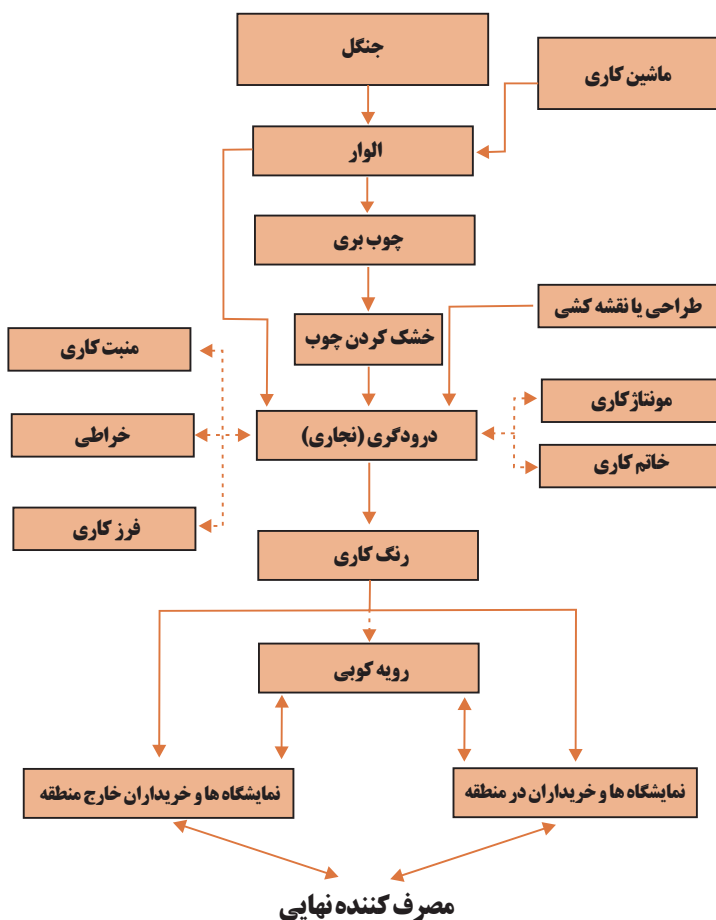 جنگل
ماشین کاری
الوار
چوب بری
طراحی یا نقشه کشی
خشک کردن چوب
منبت کاری
مونتاژکاری
درودگری (نجاری)
خراطی
خاتم کاری
فرز کاری
رنگ کاری
رویه کوبی
نمایشگاه ها و خریداران در منطقه
نمایشگاه ها و خریداران خارج منطقه
مصرف کننده نهایی